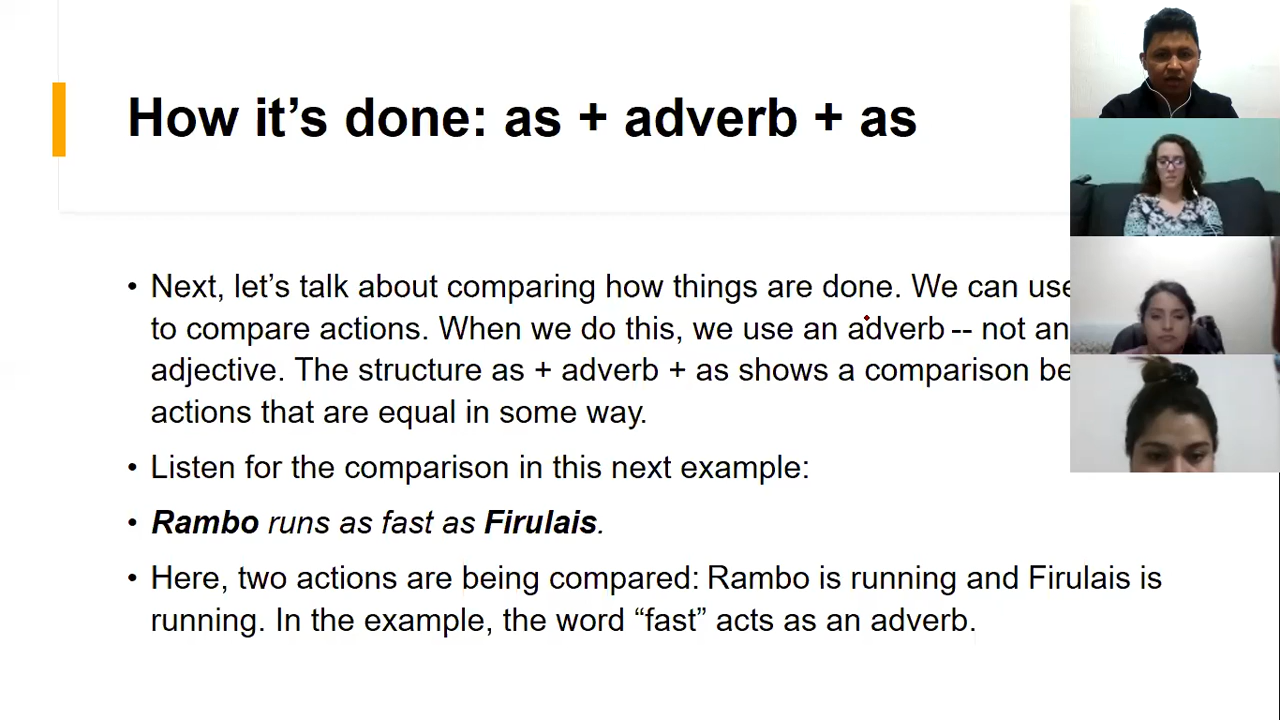 How it's done: as + adverb + as
• Next, let's talk about comparing how things are done. We can use
to compare actions. When we do this, we use an adverb -- not an
adjective. The structure as + adverb + as shows a comparison be
actions that are equal in some way.
• Listen for the comparison in this next example:
• Rambo runs as fast as Firulais.
• Here, two actions are being compared: Rambo is running and Firulais is
running. In the example, the word “fast” acts as an adverb.